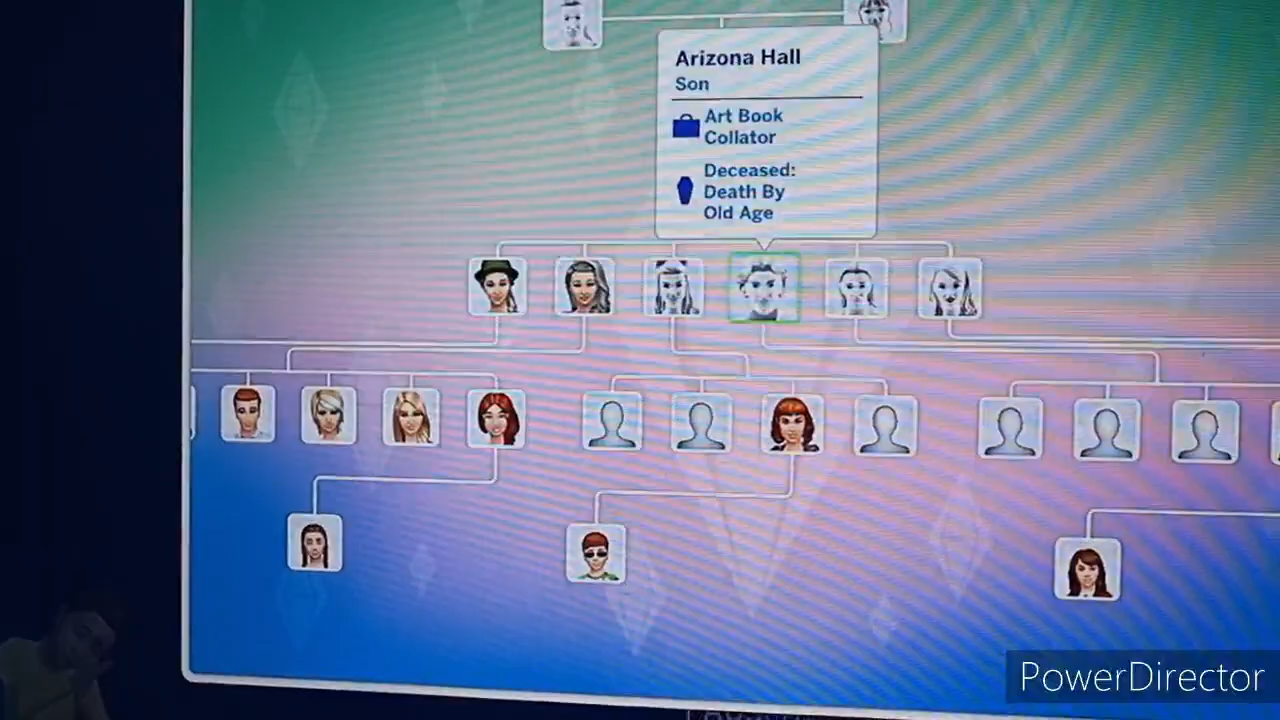 Arizona Hall
Son
Art Book
Collator
Deceased:
Death By
Old Age
PowerDirector